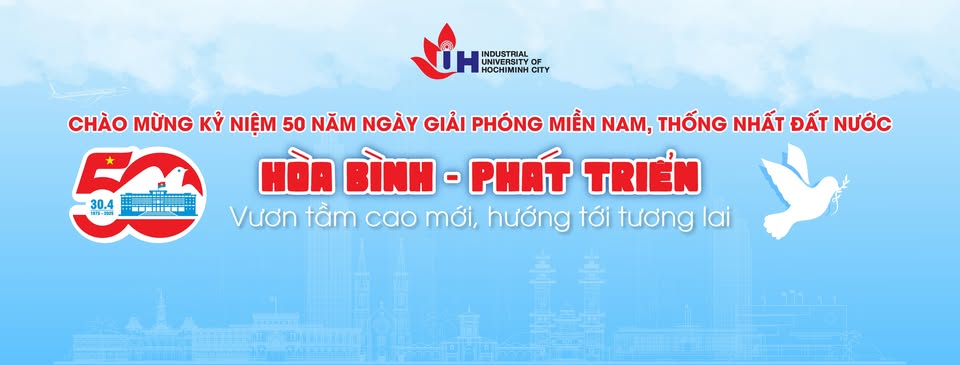 IUH INDUSTRIAL
UNIVERSITY OF
HOCHIMINH CITY
CHÀO MỪNG KỶ NIỆM 50 NĂM NGÀY GIẢI PHÓNG MIỀN NAM, THỐNG NHẤT ĐẤT NƯỚC
50
30.4
1975 - 2025
HÒA BÌNH - PHÁT TRIỂN
Vươn tầm cao mới, hướng tới tương lai